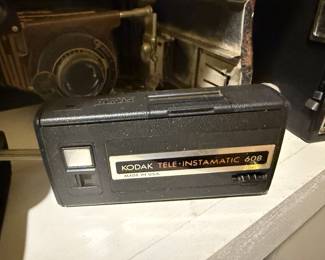 KODAK TELE-INSTAMATIC 608
MADE IN U.S.A.